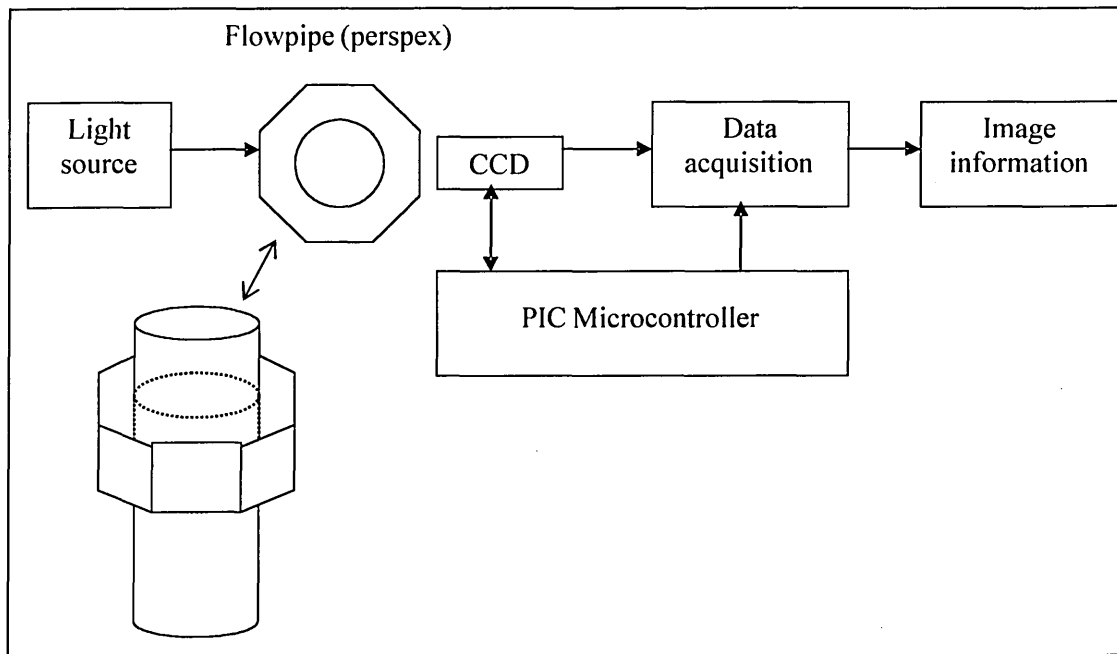 Flowpipe (perspex)
Light
source
CCD
Data
acquisition
Image
information
PIC Microcontroller